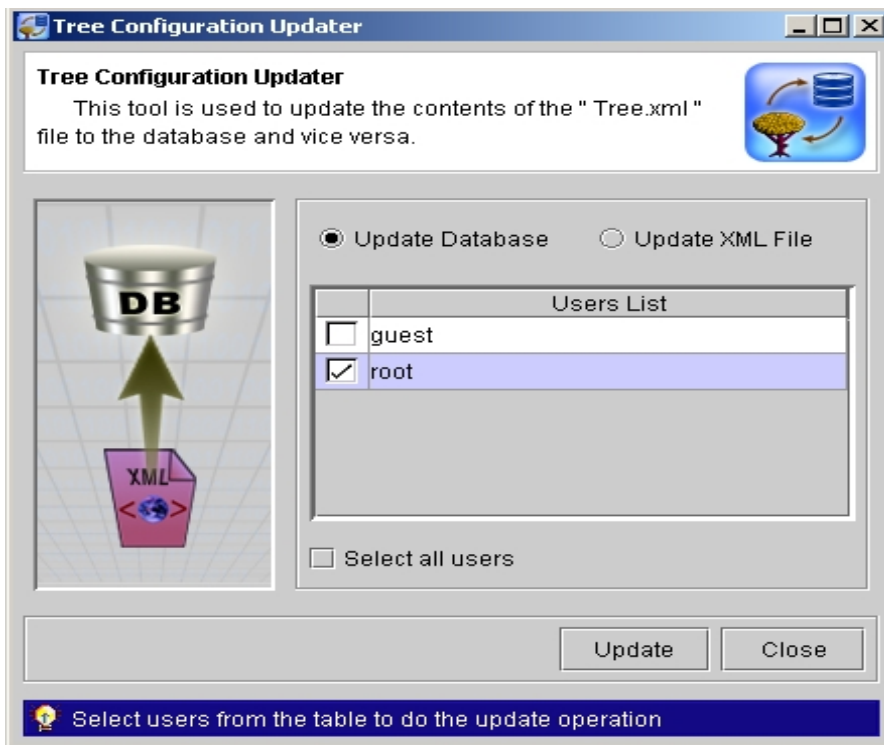 Tree Configuration Updater
Tree Configuration Updater
This tool is used to update the contents of the " Tree.xml "
file to the database and vice versa.
DB
XML
< >
Update Database
Update XML File
Users List
guest
root
Select all users
Update
Close
Select users from the table to do the update operation